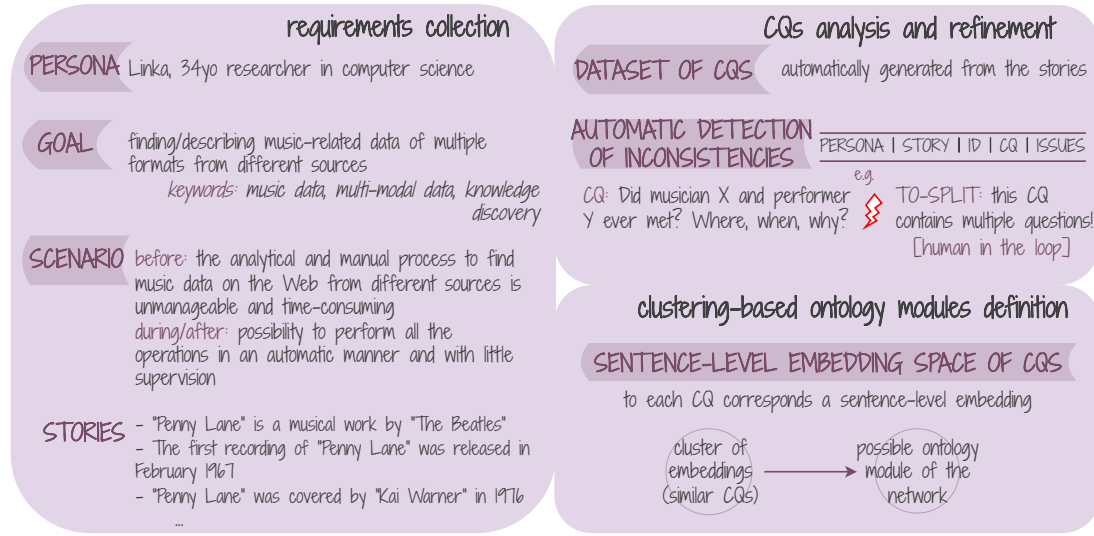 requirements collection
PERSONA Linka, 34yo researcher in computer science
GOAL finding/describing music-related data of multiple
formats from different sources
keywords: music data, multi-modal data, knowledge
discovery
SCENARIO before: the analytical and manual process to find
music data on the Web from different sources is
unmanageable and time-consuming
during/after: possibility to perform all the
operations in an automatic manner and with little
supervision
STORIES - "Penny Lane" is a musical work by "The Beatles"
- The first recording of "Penny Lane" was released in
February 1967
- "Penny Lane" was covered by "Kai Warner" in 1976
...
CQs analysis and refinement
DATASET OF CQS automatically generated from the stories
AUTOMATIC DETECTION
OF INCONSISTENCIES
PERSONA | STORY | ID | CQ | ISSUES
e.g.
CQ: Did musician X and performer
Y ever met? Where, when, why?
TO-SPLIT: this CQ
contains multiple questions!
[human in the loop]
clustering-based ontology modules definition
SENTENCE-LEVEL EMBEDDING SPACE OF CQS
to each CQ corresponds a sentence-level embedding
cluster of
embeddings
(similar CQs)
possible ontology
module of the
network